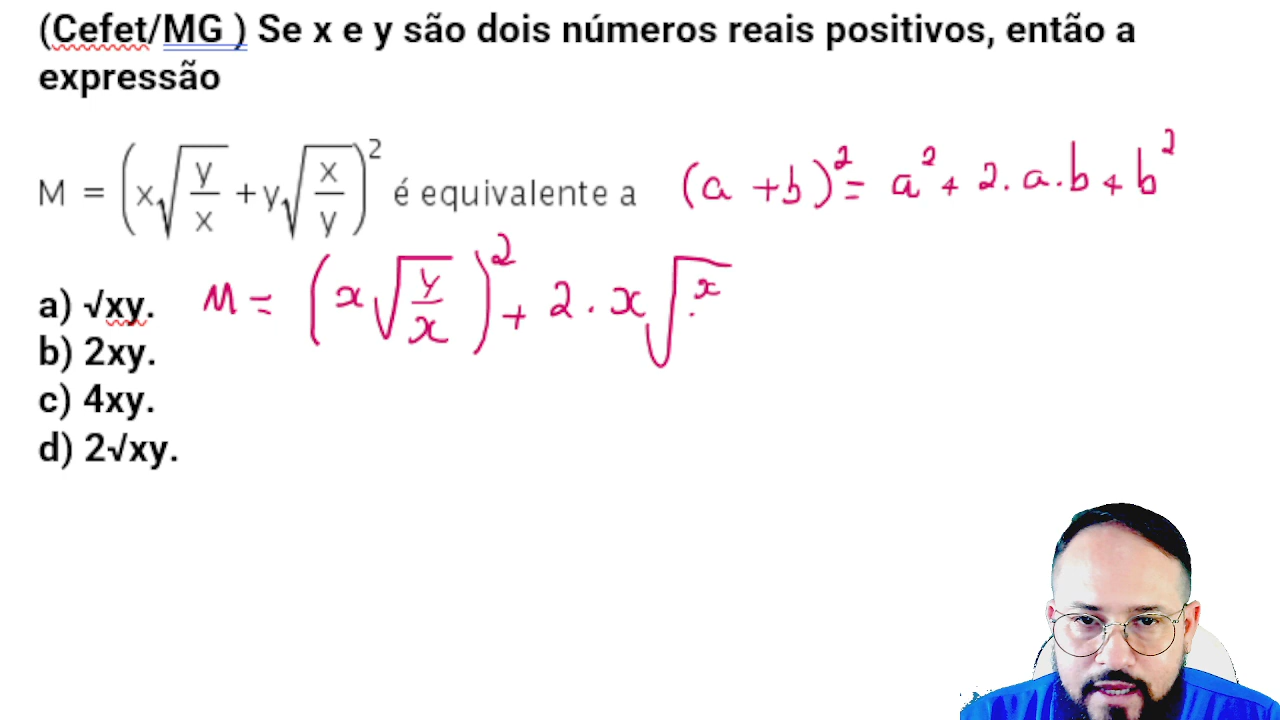 (Cefet/MG ) Se x e y são dois números reais positivos, então a
expressão
M = (x√(y/x) + y√(x/y))² é equivalente a
(a + b)² = a² + 2.a.b + b²
M = (x√(y/x))² + 2 . x√x
a) √xy.
b) 2xy.
c) 4xy.
d) 2√xy.